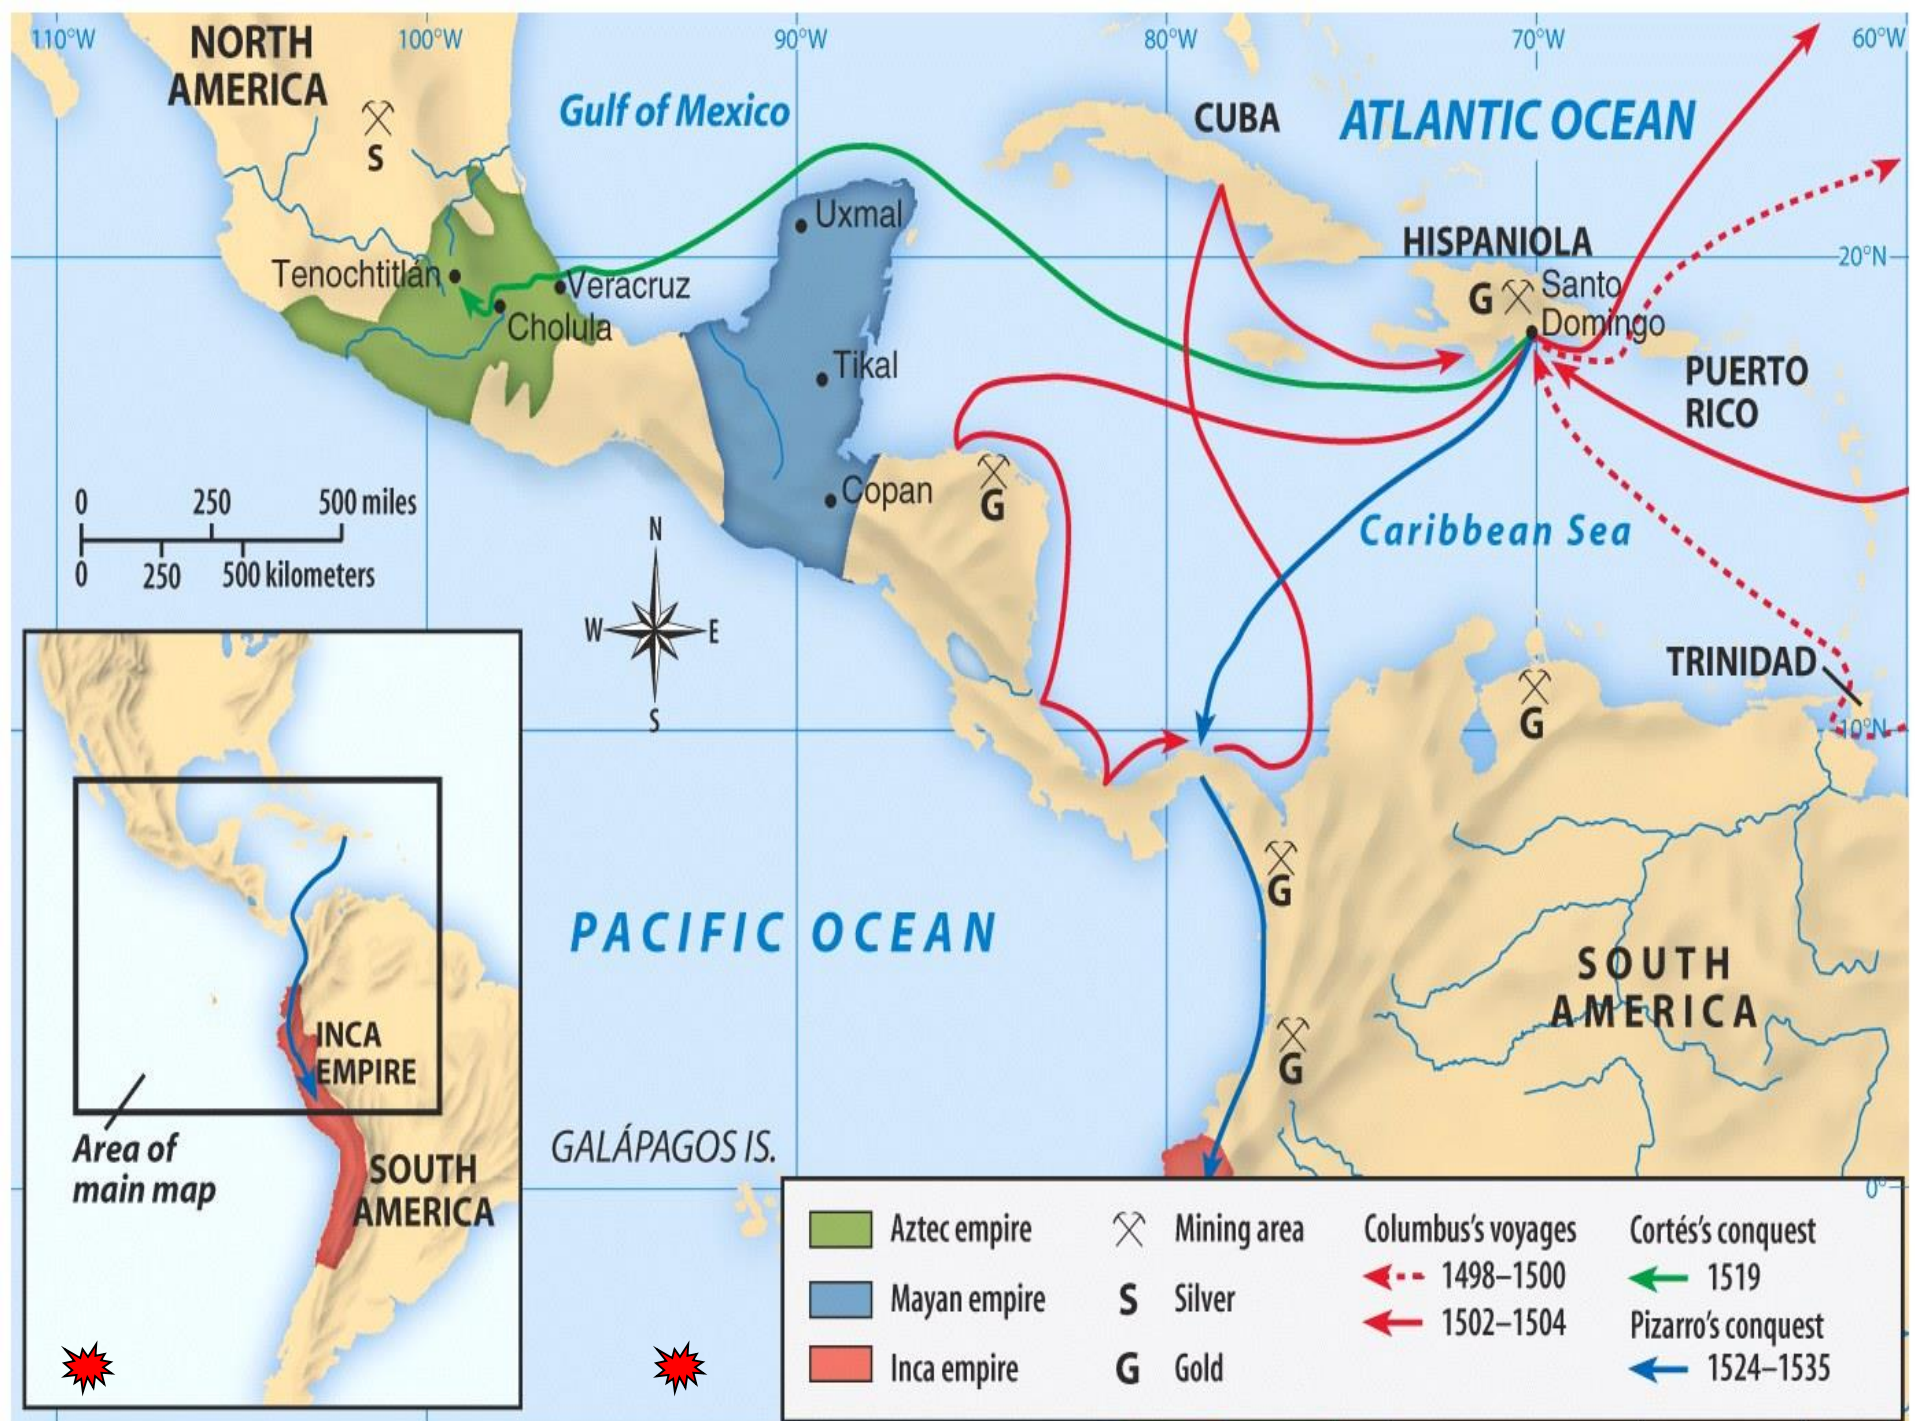 110°W
100°W
90°W
80°W
70°W
60°W
NORTH
AMERICA
S
Gulf of Mexico
CUBA
ATLANTIC OCEAN
HISPANIOLA
20°N
G
Santo
Domingo
PUERTO
RICO
Uxmal
Tenochtitlán
Veracruz
Cholula
Tikal
Copan
G
0 250 500 miles
0 250 500 kilometers
N
W E
S
Caribbean Sea
TRINIDAD
G
10°N
G
PACIFIC OCEAN
SOUTH
AMERICA
G
GALÁPAGOS IS.
0°
INCA
EMPIRE
Area of
main map
SOUTH
AMERICA
Aztec empire
Mayan empire
Inca empire
Mining area
S Silver
G Gold
Columbus's voyages
1498–1500
1502–1504
Cortés's conquest
1519
Pizarro's conquest
1524–1535